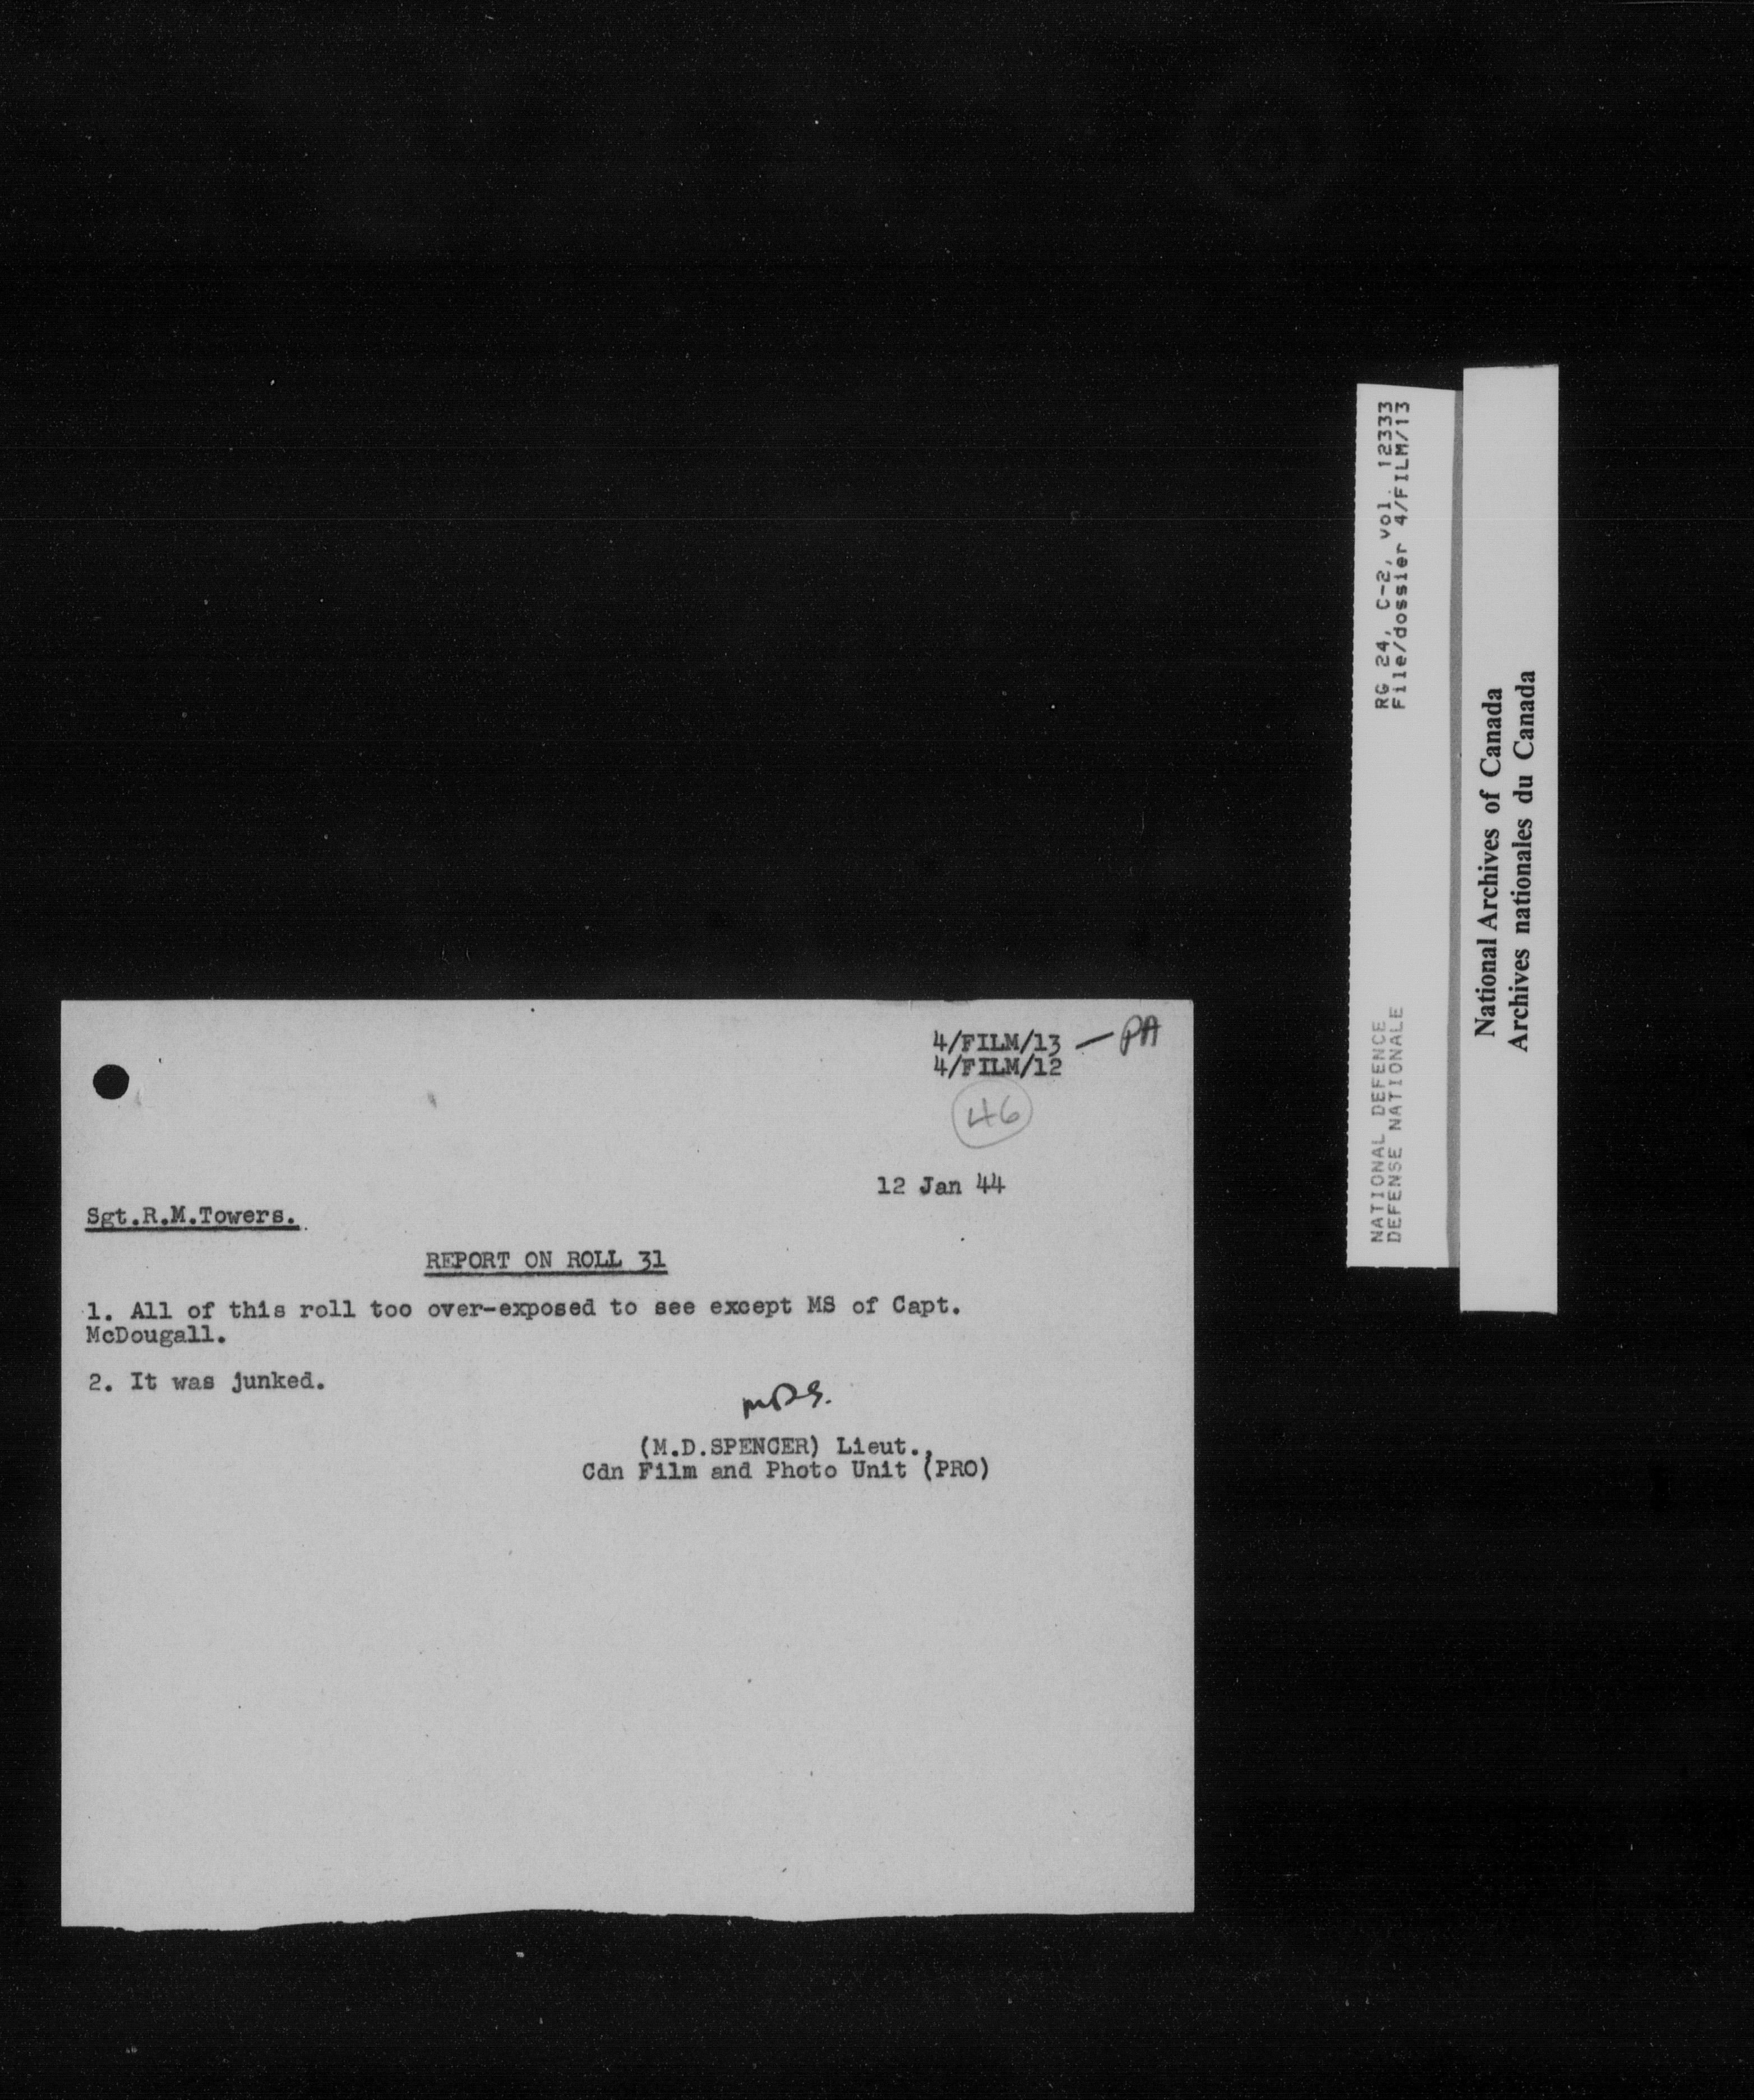 4/FILM/13 — PA
4/FILM/12
46
12 Jan 44
Sgt.R.M.Towers.
REPORT ON ROLL 31
1. All of this roll too over-exposed to see except MS of Capt.
McDougall.
2. It was junked.
MDS.
(M.D.SPENCER) Lieut.,
Cdn Film and Photo Unit (PRO)
NATIONAL DEFENCE RG 24, C-2, vol. 12333
DEFENSE NATIONALE File/dossier 4/FILM/13
National Archives of Canada
Archives nationales du Canada